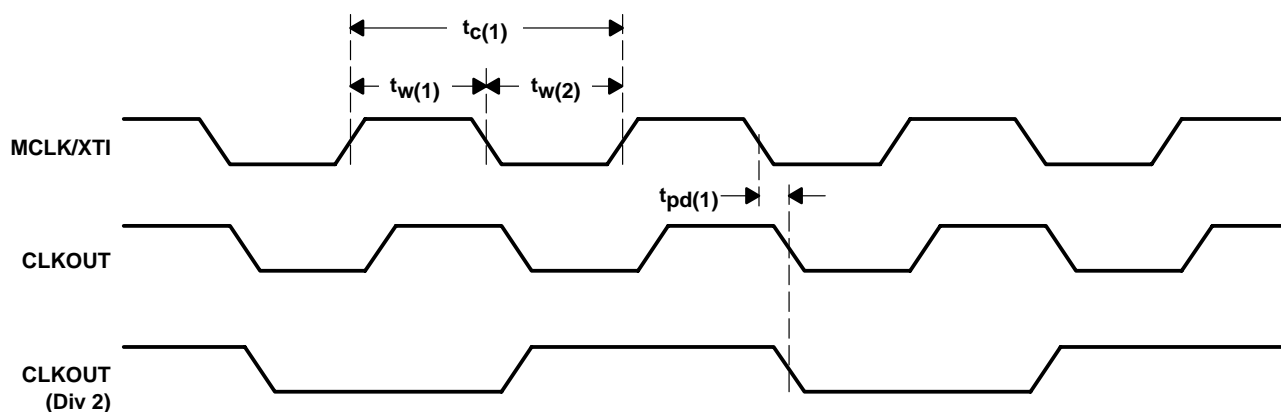 tc(1)
tw(1)
tw(2)
MCLK/XTI
tpd(1)
CLKOUT
CLKOUT
(Div 2)